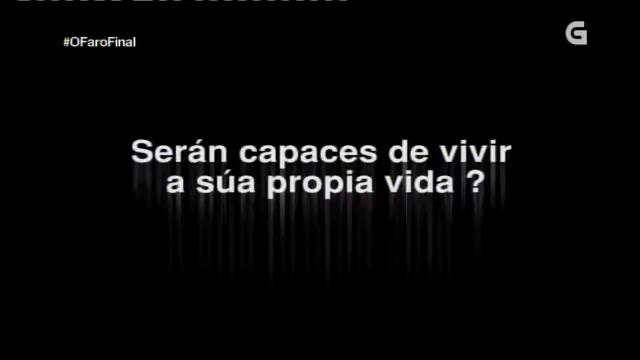 #OFaroFinal
G
Serán capaces de vivir
a súa propia vida ?